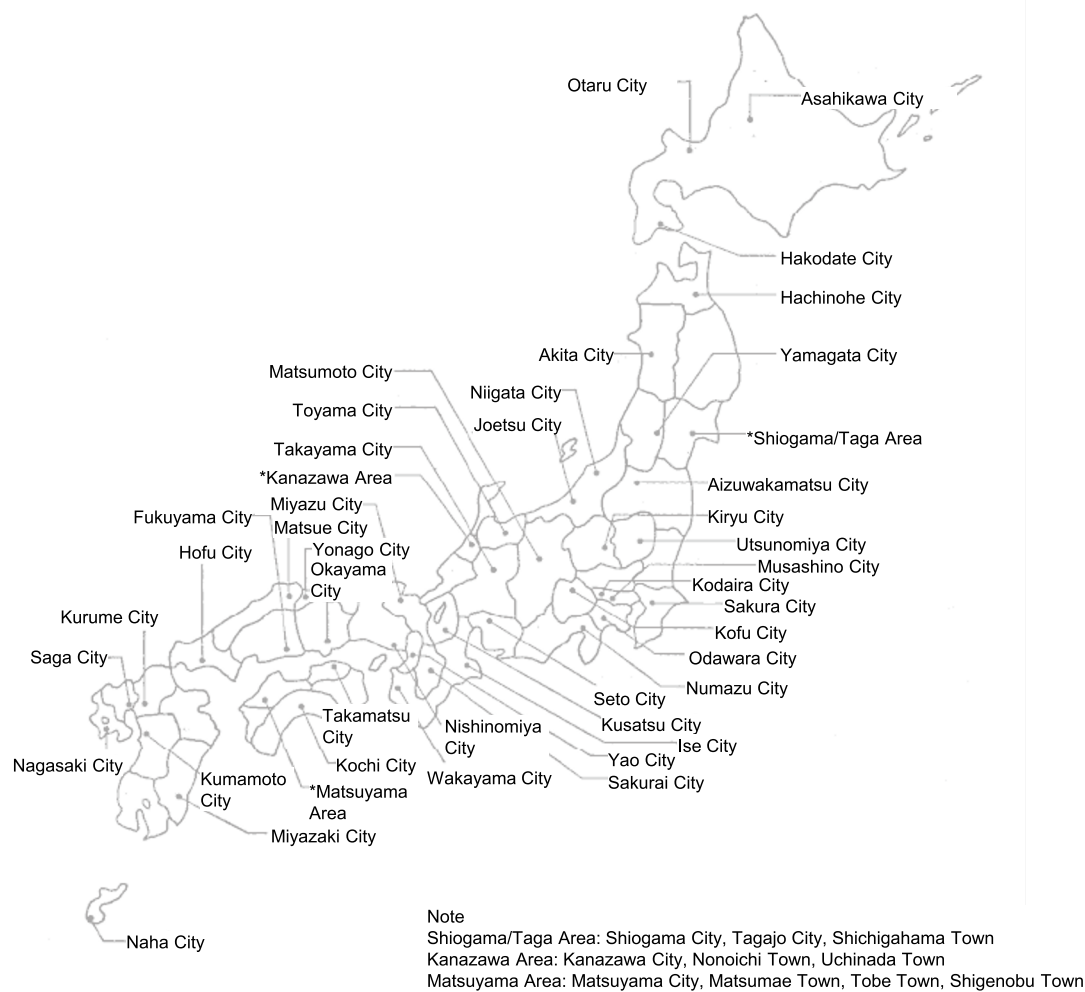 Otaru City
Asahikawa City
Hakodate City
Hachinohe City
Akita City
Yamagata City
Matsumoto City
Niigata City
Toyama City
Joetsu City
*Shiogama/Taga Area
Takayama City
*Kanazawa Area
Aizuwakamatsu City
Miyazu City
Fukuyama City
Kiryu City
Matsue City
Utsunomiya City
Hofu City
Yonago City
Okayama
City
Musashino City
Kodaira City
Sakura City
Kurume City
Kofu City
Saga City
Odawara City
Numazu City
Seto City
Takamatsu
City
Nishinomiya
City
Kusatsu City
Ise City
Yao City
Nagasaki City
Kochi City
Kumamoto
City
Wakayama City
Sakurai City
*Matsuyama
Area
Miyazaki City
Naha City
Note
Shiogama/Taga Area: Shiogama City, Tagajo City, Shichigahama Town
Kanazawa Area: Kanazawa City, Nonoichi Town, Uchinada Town
Matsuyama Area: Matsuyama City, Matsumae Town, Tobe Town, Shigenobu Town